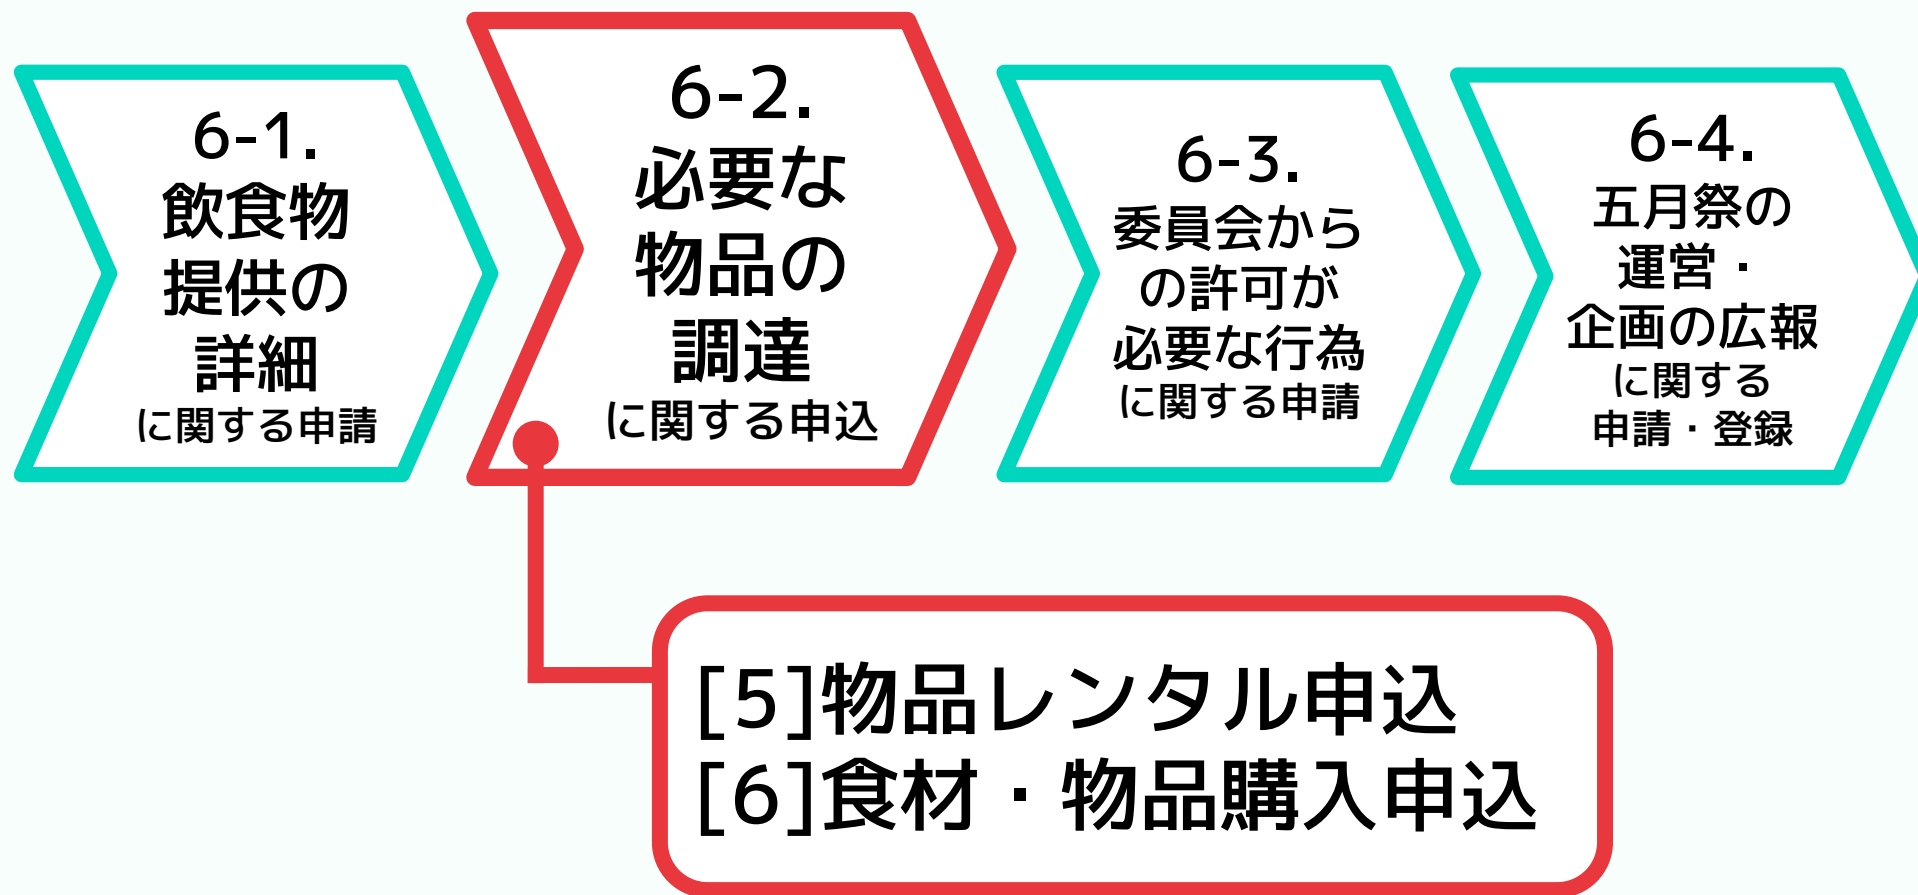 6-1.
飲食物
提供の
詳細
に関する申請
6-2.
必要な
物品の
調達
に関する申込
6-3.
委員会から
の許可が
必要な行為
に関する申請
6-4.
五月祭の
運営・
企画の広報
に関する
申請・登録
[5]物品レンタル申込
[6]食材・物品購入申込